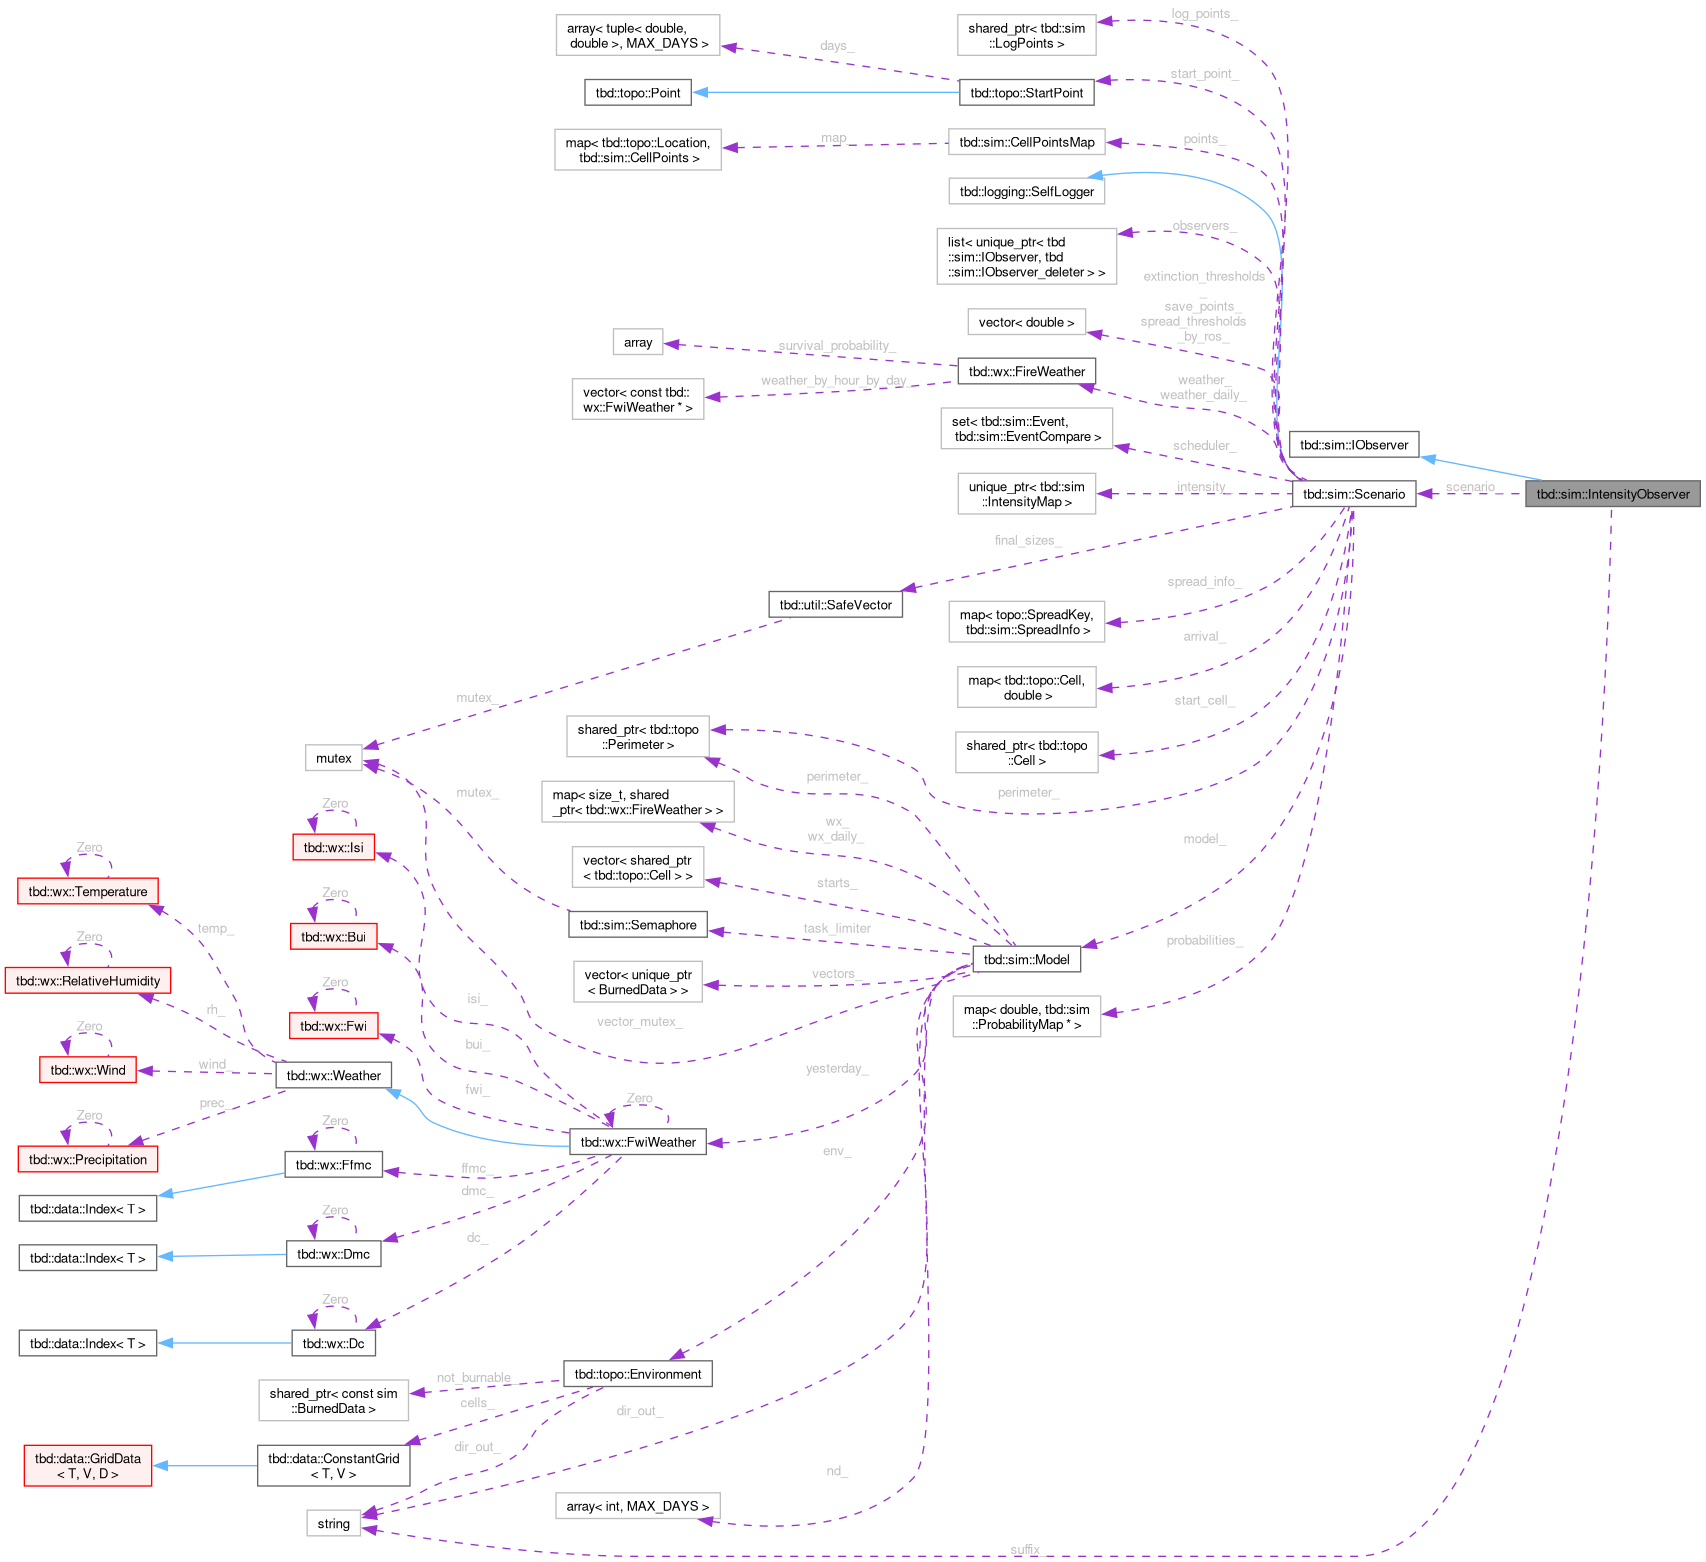 array< tuple< double,
double >, MAX_DAYS >
days_
shared_ptr< tbd::sim
::LogPoints >
log_points_
tbd::topo::Point
tbd::topo::StartPoint
start_point_
map< tbd::topo::Location,
tbd::sim::CellPoints >
map_
tbd::sim::CellPointsMap
points_
tbd::logging::SelfLogger
list< unique_ptr< tbd
::sim::IObserver, tbd
::sim::IObserver_deleter > >
observers_
extinction_thresholds
_
save_points_
spread_thresholds
_by_ros_
vector< double >
array
survival_probability_
tbd::wx::FireWeather
weather_
weather_daily_
vector< const tbd::
wx::FwiWeather * >
weather_by_hour_by_day_
set< tbd::sim::Event,
tbd::sim::EventCompare >
scheduler_
tbd::sim::IObserver
unique_ptr< tbd::sim
::IntensityMap >
intensity_
tbd::sim::Scenario
scenario_
tbd::sim::IntensityObserver
final_sizes_
tbd::util::SafeVector
spread_info_
map< topo::SpreadKey,
tbd::sim::SpreadInfo >
arrival_
map< tbd::topo::Cell,
double >
mutex_
start_cell_
shared_ptr< tbd::topo
::Perimeter >
shared_ptr< tbd::topo
::Cell >
mutex
perimeter_
perimeter_
map< size_t, shared
_ptr< tbd::wx::FireWeather > >
mutex_
wx_
wx_daily_
Zero
tbd::wx::Isi
model_
Zero
tbd::wx::Temperature
vector< shared_ptr
< tbd::topo::Cell > >
starts_
Zero
tbd::wx::Bui
temp_
tbd::sim::Semaphore
task_limiter
Zero
tbd::wx::RelativeHumidity
tbd::sim::Model
probabilities_
vector< unique_ptr
< BurnedData > >
vectors_
Zero
tbd::wx::Fwi
isi_
rh_
map< double, tbd::sim
::ProbabilityMap * >
vector_mutex_
Zero
tbd::wx::Wind
wind_
tbd::wx::Weather
bui_
yesterday_
fwi_
prec_
Zero
Zero
Zero
tbd::wx::Precipitation
tbd::wx::FwiWeather
tbd::wx::Ffmc
ffmc_
env_
dmc_
tbd::data::Index< T >
Zero
dc_
tbd::data::Index< T >
tbd::wx::Dmc
Zero
tbd::data::Index< T >
tbd::wx::Dc
tbd::topo::Environment
not_burnable_
shared_ptr< const sim
::BurnedData >
cells_
dir_out_
dir_out_
tbd::data::GridData
< T, V, D >
tbd::data::ConstantGrid
< T, V >
nd_
array< int, MAX_DAYS >
string
suffix_